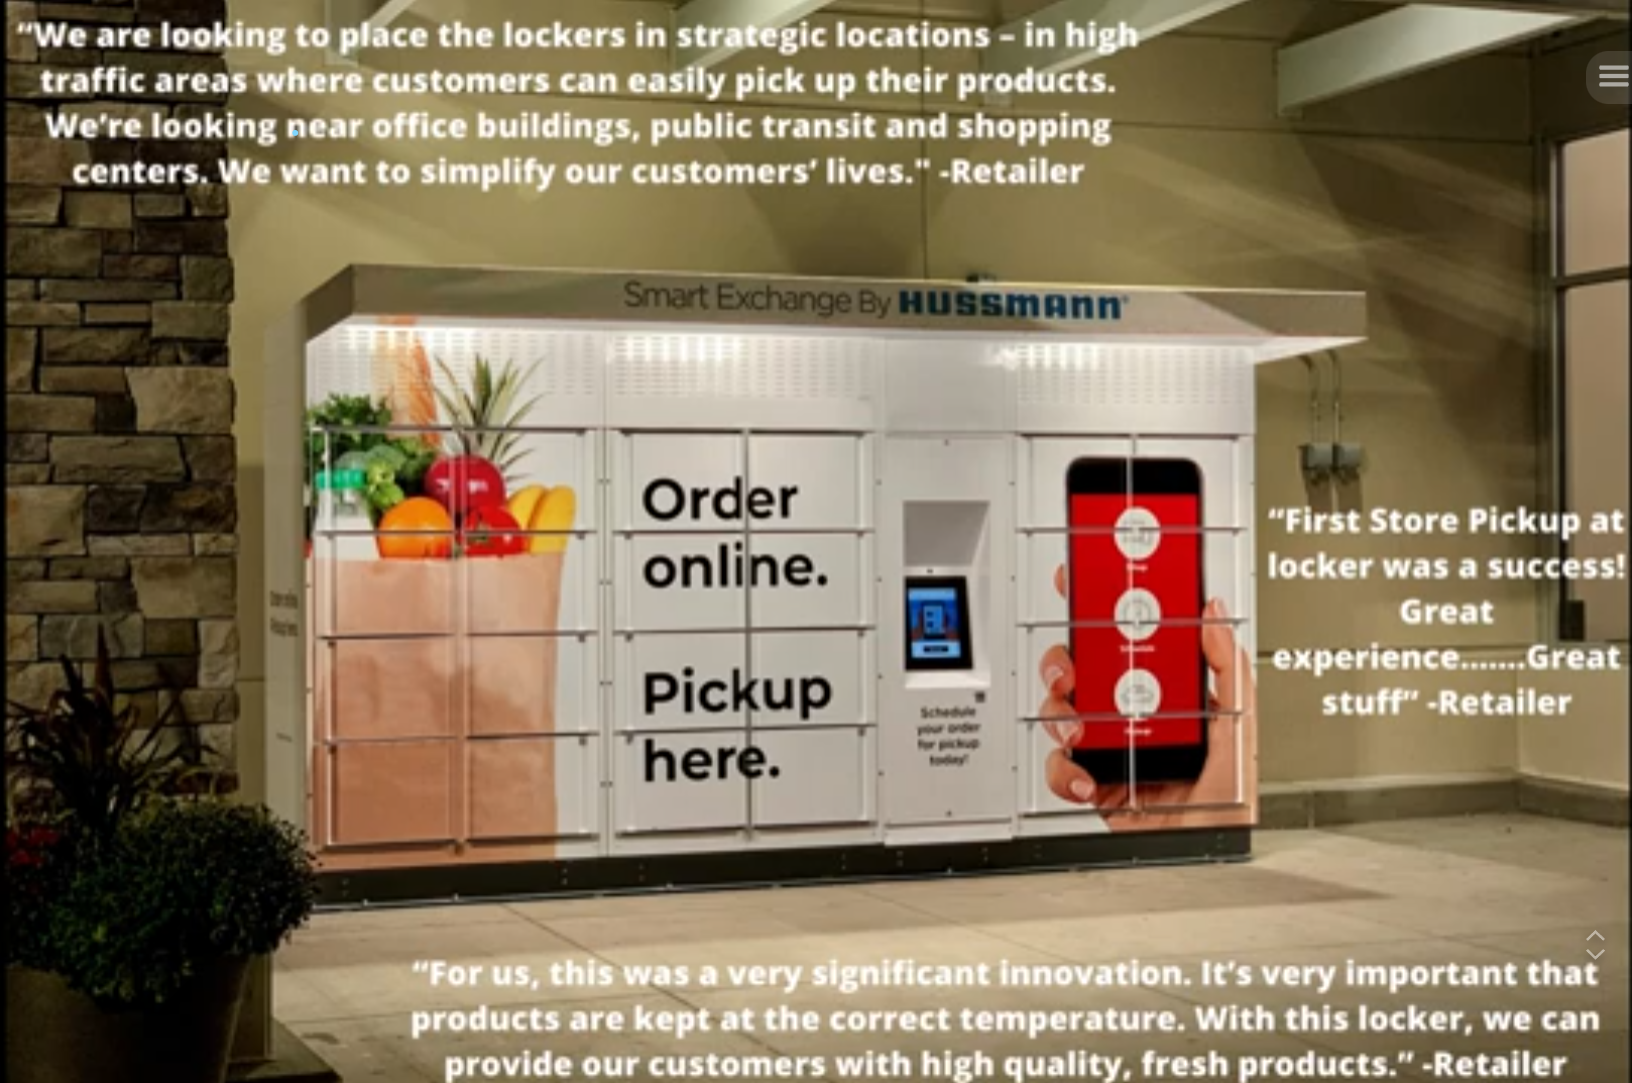 “We are looking to place the lockers in strategic locations – in high
traffic areas where customers can easily pick up their products.
We’re looking near office buildings, public transit and shopping
centers. We want to simplify our customers’ lives." -Retailer
Smart Exchange By HUSSMANN®
Order
online.
Pickup
here.
Schedule
your order
for pickup
today!
“First Store Pickup at
locker was a success!
Great
experience.......Great
stuff” -Retailer
“For us, this was a very significant innovation. It’s very important that
products are kept at the correct temperature. With this locker, we can
provide our customers with high quality, fresh products.” -Retailer